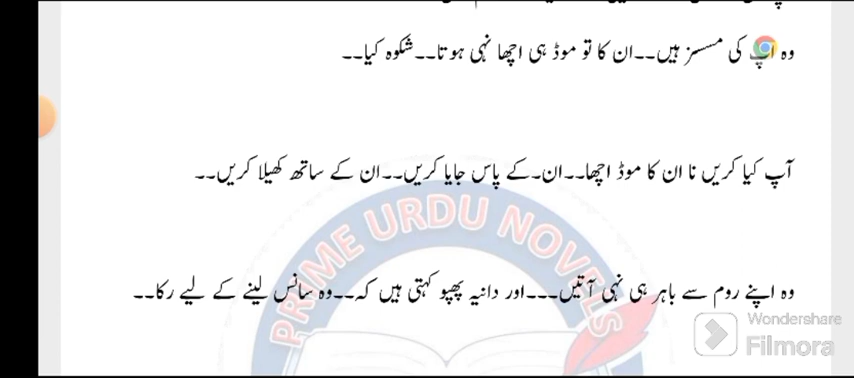 وہ آپ کی مسسز ہیں۔۔ان کا تو موڈ ہی اچھا نہی ہوتا۔۔شکوہ کیا۔۔
آپ کیا کریں نا ان کا موڈ اچھا۔۔ان۔کے پاس جایا کریں۔۔ان کے ساتھ کھیلا کریں۔۔
PRIME URDU NOVELS
وہ اپنے روم سے باہر ہی نہی آتیں۔۔۔اور دانیہ پھپو کہتی ہیں کہ۔۔وہ سانس لینے کے لیے رکا۔۔
Wondershare
Filmora